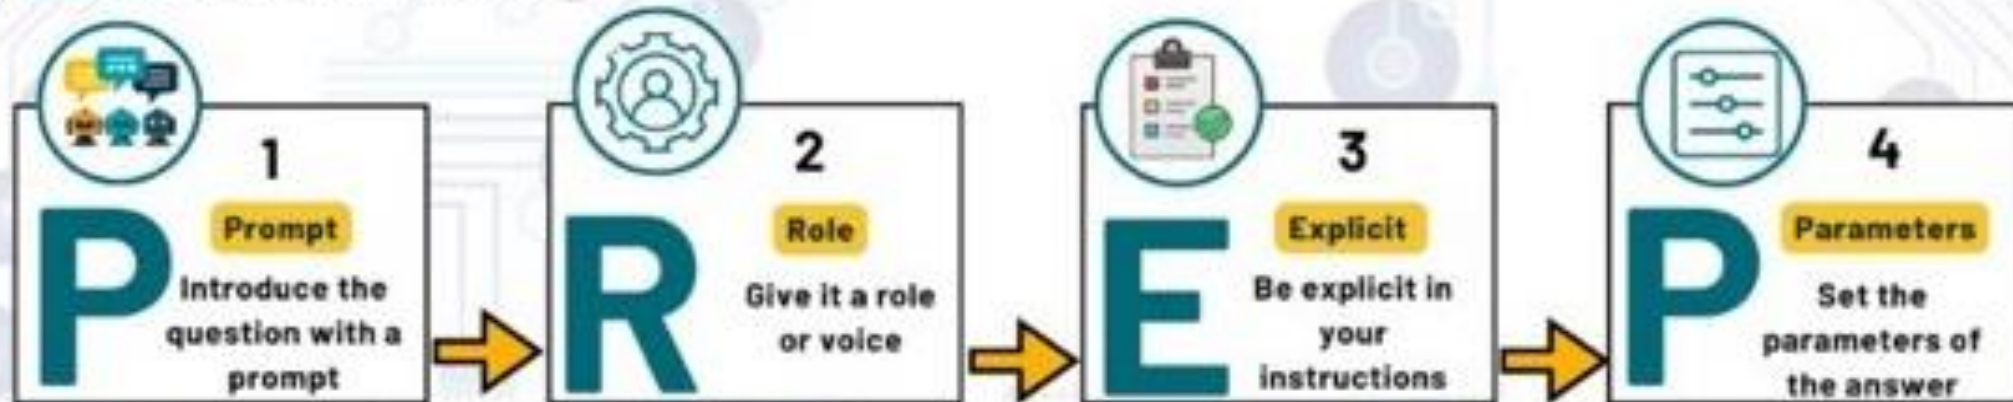 1
P
Prompt
Introduce the
question with a
prompt
2
R
Role
Give it a role
or voice
3
E
Explicit
Be explicit in
your
instructions
4
P
Parameters
Set the
parameters of
the answer